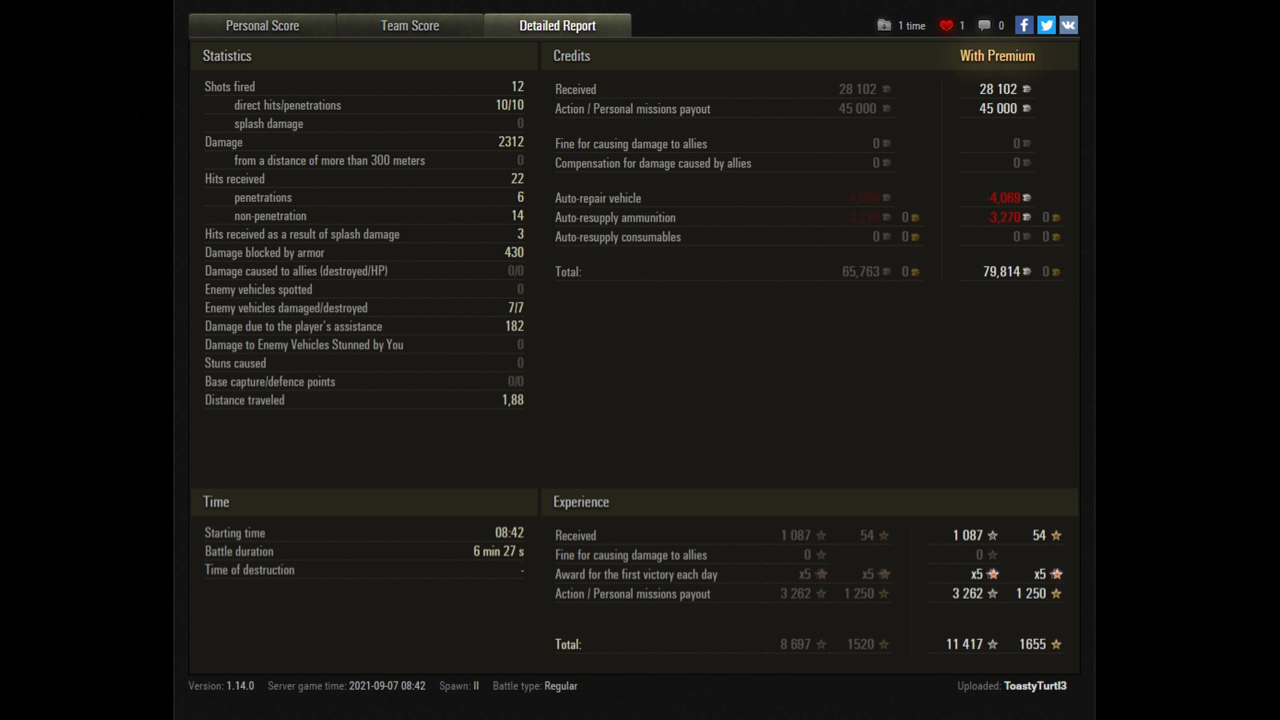 Personal Score Team Score Detailed Report 1 time 1 0
Statistics
Shots fired 12
direct hits/penetrations 10/10
splash damage 0
Damage 2312
from a distance of more than 300 meters 0
Hits received 22
penetrations 6
non-penetration 14
Hits received as a result of splash damage 3
Damage blocked by armor 430
Damage caused to allies (destroyed/HP) 0/0
Enemy vehicles spotted 0
Enemy vehicles damaged/destroyed 7/7
Damage due to the player's assistance 182
Damage to Enemy Vehicles Stunned by You 0
Stuns caused 0
Base capture/defence points 0/0
Distance traveled 1,88
Credits With Premium
Received 28 102 28 102
Action / Personal missions payout 45 000 45 000
Fine for causing damage to allies 0 0
Compensation for damage caused by allies 0 0
Auto-repair vehicle -4,069
Auto-resupply ammunition -3,270 0 -3,270 0
Auto-resupply consumables 0 0 0 0
Total: 65,763 0 79,814 0
Time
Starting time 08:42
Battle duration 6 min 27 s
Time of destruction -
Experience
Received 1 087 54 1 087 54
Fine for causing damage to allies 0 0
Award for the first victory each day x5 x5 x5 x5
Action / Personal missions payout 3 262 1 250 3 262 1 250
Total: 8 697 1520 11 417 1655
Version: 1.14.0 Server game time: 2021-09-07 08:42 Spawn: II Battle type: Regular Uploaded: ToastyTurtl3